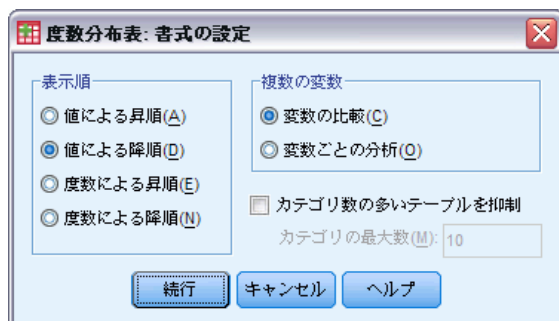 度数分布表: 書式の設定
表示順
値による昇順(A)
値による降順(D)
度数による昇順(E)
度数による降順(N)
複数の変数
変数の比較(C)
変数ごとの分析(O)
カテゴリ数の多いテーブルを抑制
カテゴリの最大数(M): 10
続行 キャンセル ヘルプ